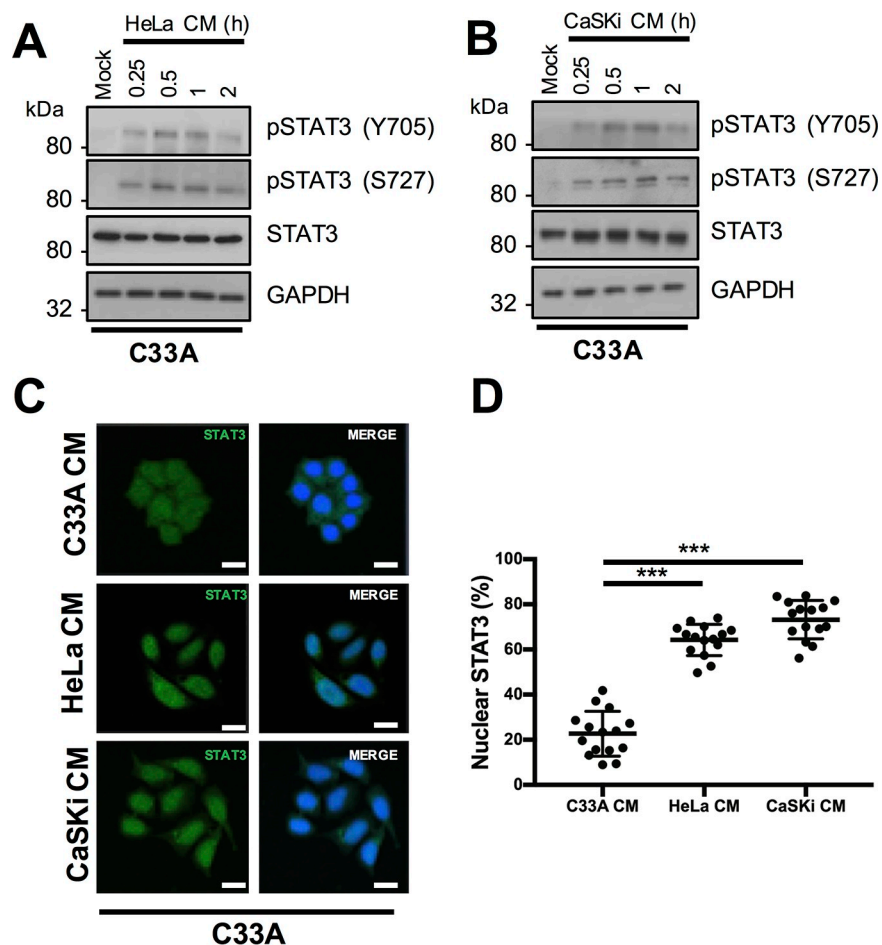 A
HeLa CM (h)
Mock
0.25
0.5
1
2
kDa
80
pSTAT3 (Y705)
80
pSTAT3 (S727)
80
STAT3
32
GAPDH
C33A
B
CaSKi CM (h)
Mock
0.25
0.5
1
2
kDa
80
pSTAT3 (Y705)
80
pSTAT3 (S727)
80
STAT3
32
GAPDH
C33A
C
C33A CM
STAT3
MERGE
HeLa CM
STAT3
MERGE
CaSKi CM
STAT3
MERGE
C33A
D
Nuclear STAT3 (%)
100
80
60
40
20
0
***
***
C33A CM
HeLa CM
CaSKi CM